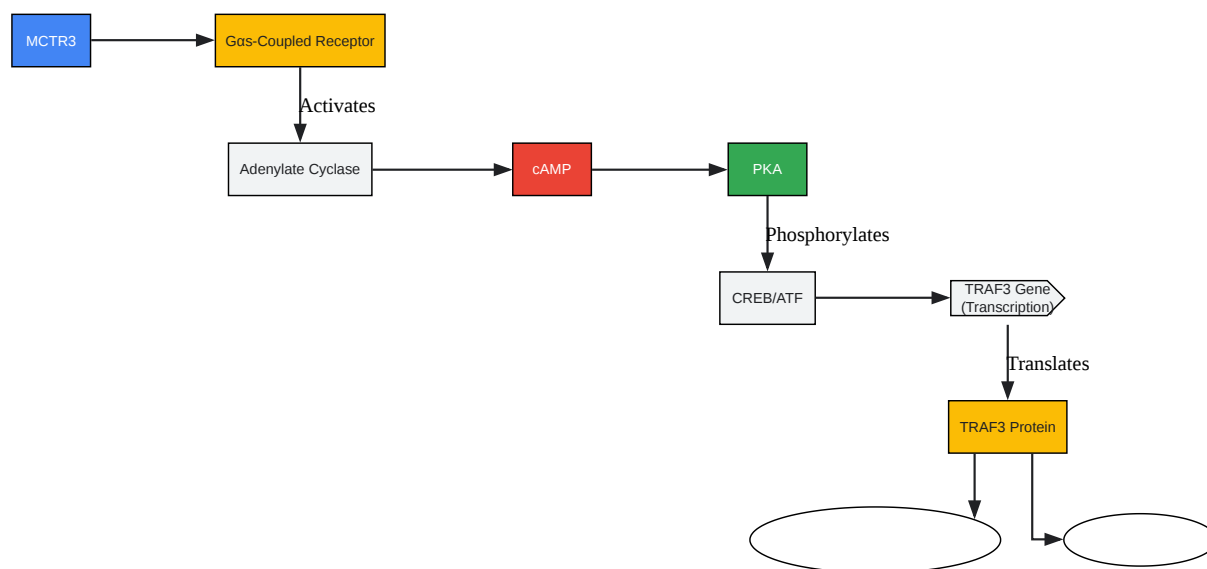 MCTR3
Gαs-Coupled Receptor
Activates
Adenylate Cyclase
cAMP
PKA
Phosphorylates
CREB/ATF
TRAF3 Gene
(Transcription)
Translates
TRAF3 Protein